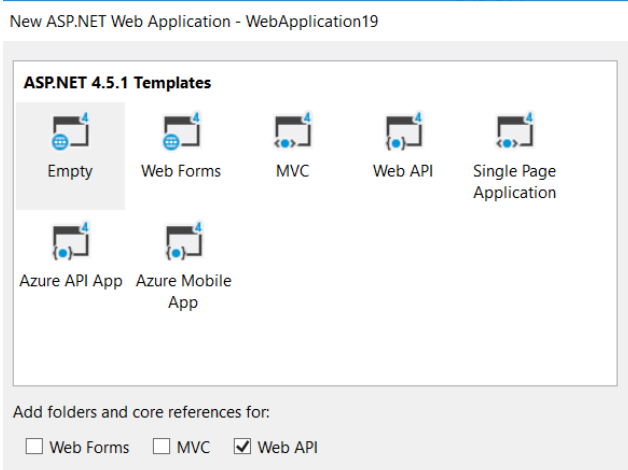 New ASP.NET Web Application - WebApplication19
ASP.NET 4.5.1 Templates
Empty
Web Forms
MVC
Web API
Single Page
Application
Azure API App
Azure Mobile
App
Add folders and core references for:
Web Forms
MVC
Web API